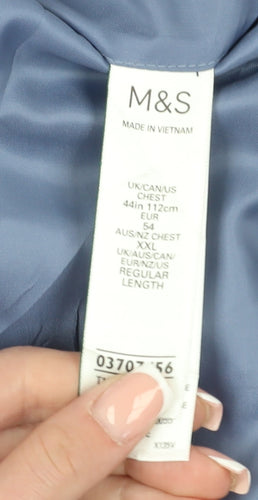 M&S
MADE IN VIETNAM
UK/CAN/US
CHEST
44in 112cm
EUR
54
AUS/NZ CHEST
XXL
UK/AUS/CAN/
EUR/NZ/US
REGULAR
LENGTH
E
E